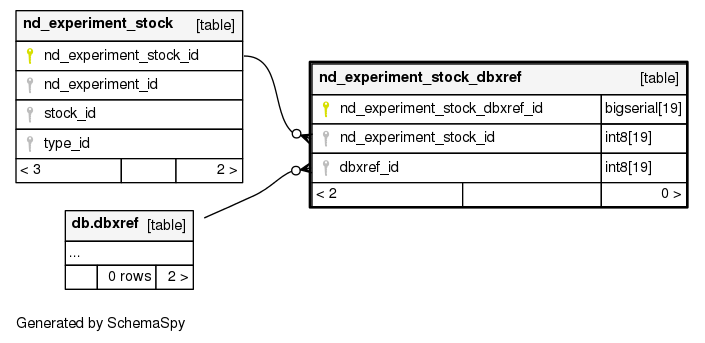 nd_experiment_stock [table]
nd_experiment_stock_id
nd_experiment_id
stock_id
type_id
< 3 2 >
nd_experiment_stock_dbxref [table]
nd_experiment_stock_dbxref_id bigserial[19]
nd_experiment_stock_id int8[19]
dbxref_id int8[19]
< 2 0 >
db.dbxref [table]
...
0 rows 2 >
Generated by SchemaSpy